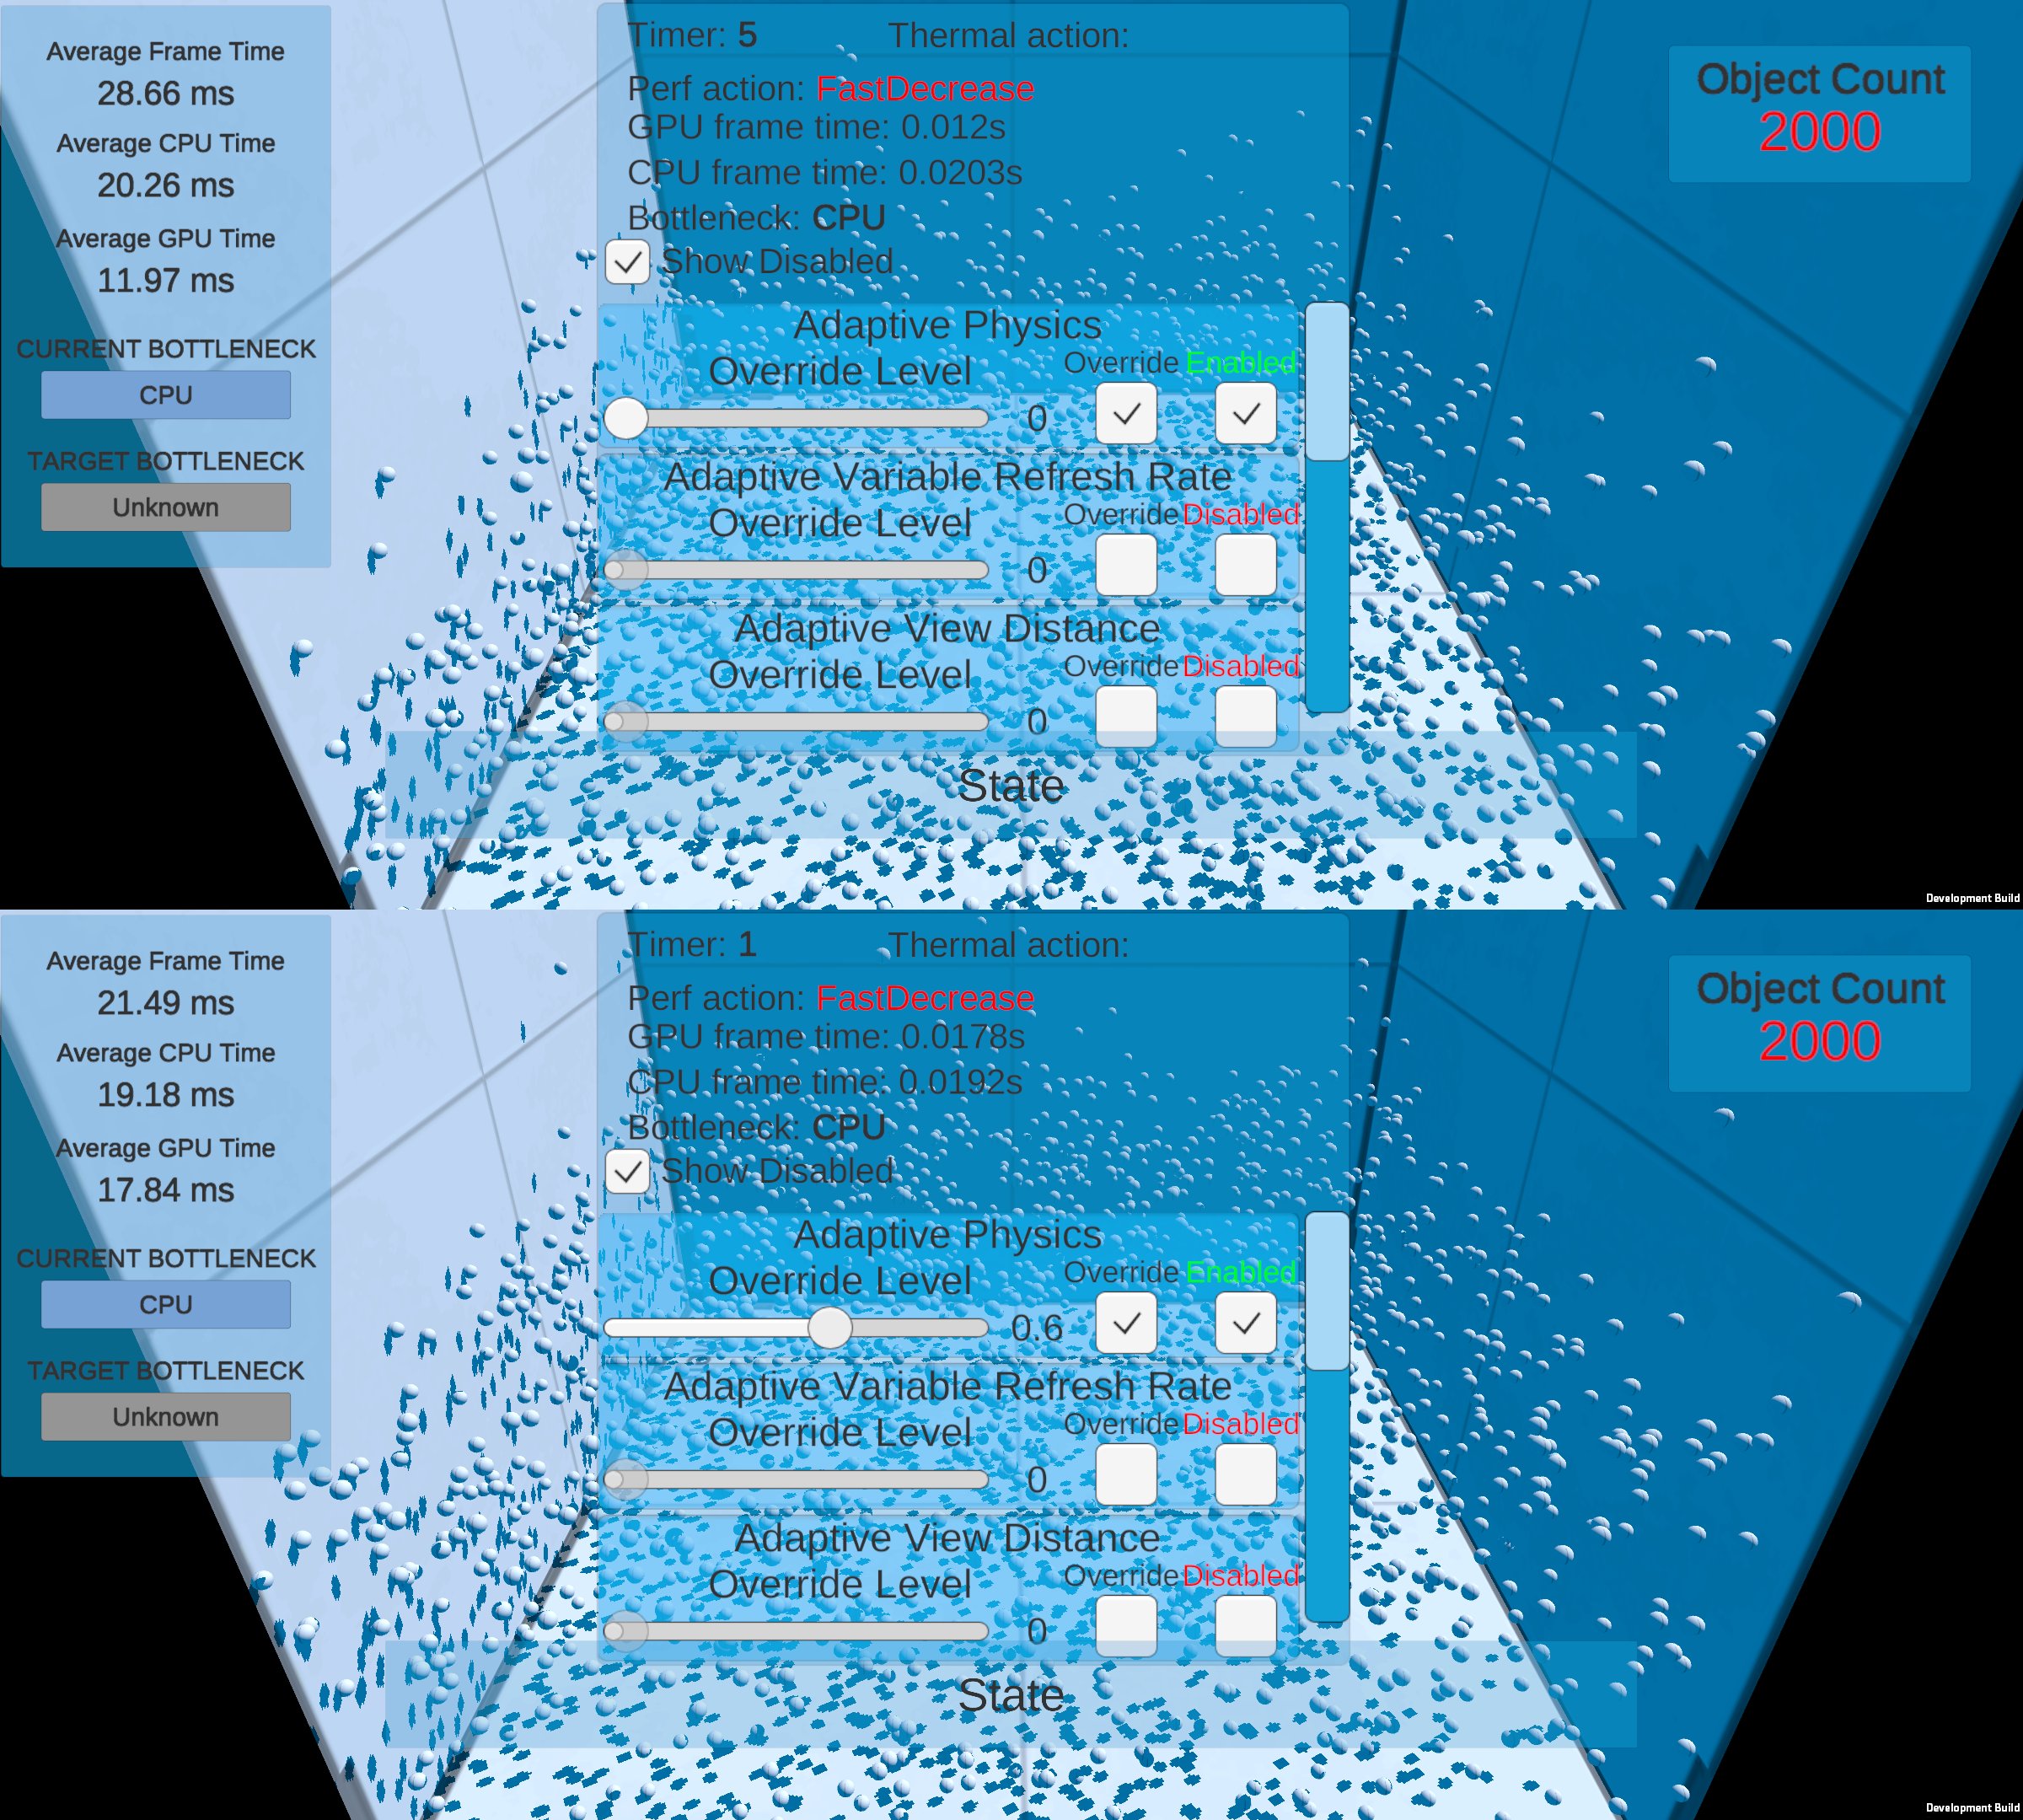 Average Frame Time
28.66 ms
Average CPU Time
20.26 ms
Average GPU Time
11.97 ms
CURRENT BOTTLENECK
CPU
TARGET BOTTLENECK
Unknown
Timer: 5 Thermal action:
Perf action: FastDecrease
GPU frame time: 0.012s
CPU frame time: 0.0203s
Bottleneck: CPU
Show Disabled
Adaptive Physics
Override Level Override Enabled
0
Adaptive Variable Refresh Rate
Override Level Override Disabled
0
Adaptive View Distance
Override Level Override Disabled
0
State
Object Count
2000
Development Build
Average Frame Time
21.49 ms
Average CPU Time
19.18 ms
Average GPU Time
17.84 ms
CURRENT BOTTLENECK
CPU
TARGET BOTTLENECK
Unknown
Timer: 1 Thermal action:
Perf action: FastDecrease
GPU frame time: 0.0178s
CPU frame time: 0.0192s
Bottleneck: CPU
Show Disabled
Adaptive Physics
Override Level Override Enabled
0.6
Adaptive Variable Refresh Rate
Override Level Override Disabled
0
Adaptive View Distance
Override Level Override Disabled
0
State
Object Count
2000
Development Build